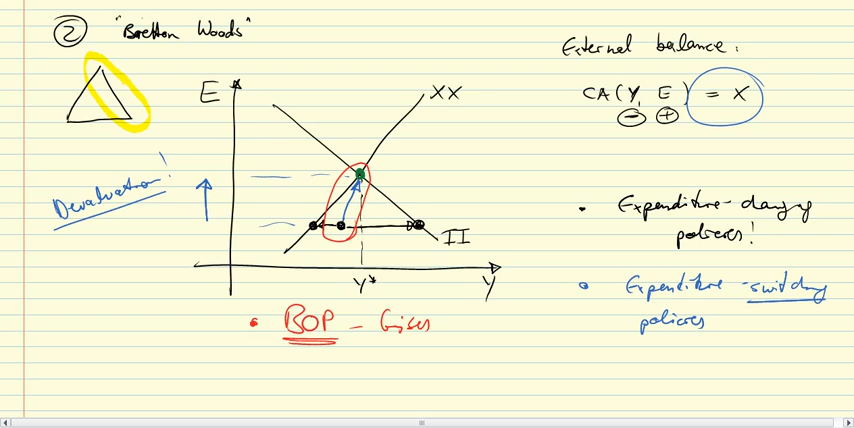 2 "Bretton Woods"
External balance:
E
XX
CA(Y, E) = X
- +
Devaluation!
• Expenditure-changing
policies!
II
Y* Y
• Expenditure-switching
policies
• BOP - Crises